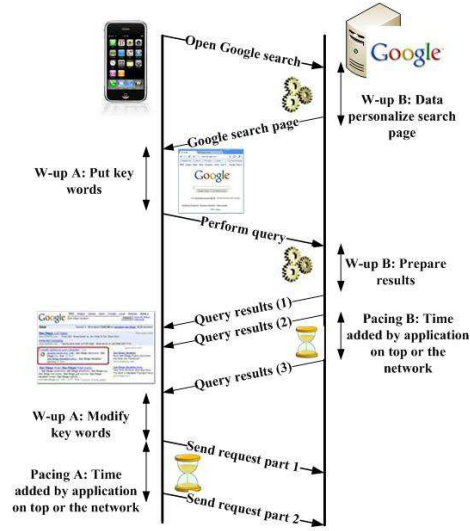 Open Google search
Google
W-up B: Data
personalize search
page
Google search page
W-up A: Put key
words
Google
Perform query
W-up B: Prepare
results
Query results (1)
Query results (2)
Pacing B: Time
added by application
on top or the
network
Google
Query results (3)
W-up A: Modify
key words
Send request part 1
Pacing A: Time
added by application
on top or the network
Send request part 2